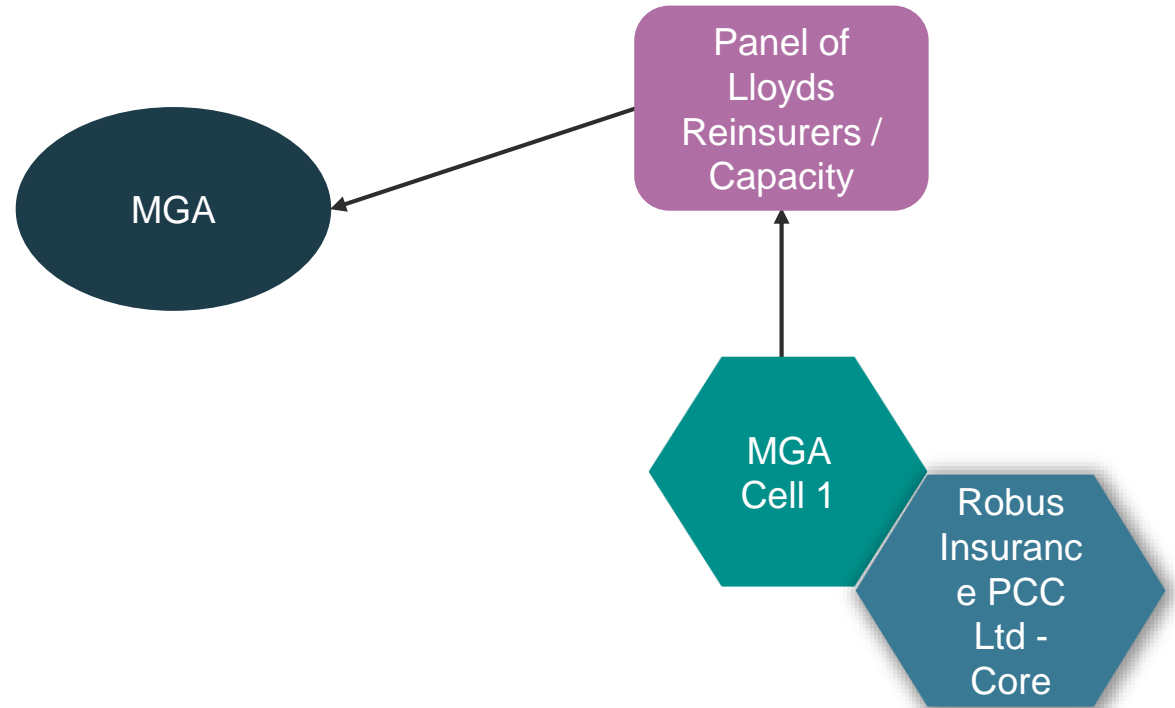 Panel of
Lloyds
Reinsurers /
Capacity
MGA
MGA
Cell 1
Robus
Insuranc
e PCC
Ltd -
Core